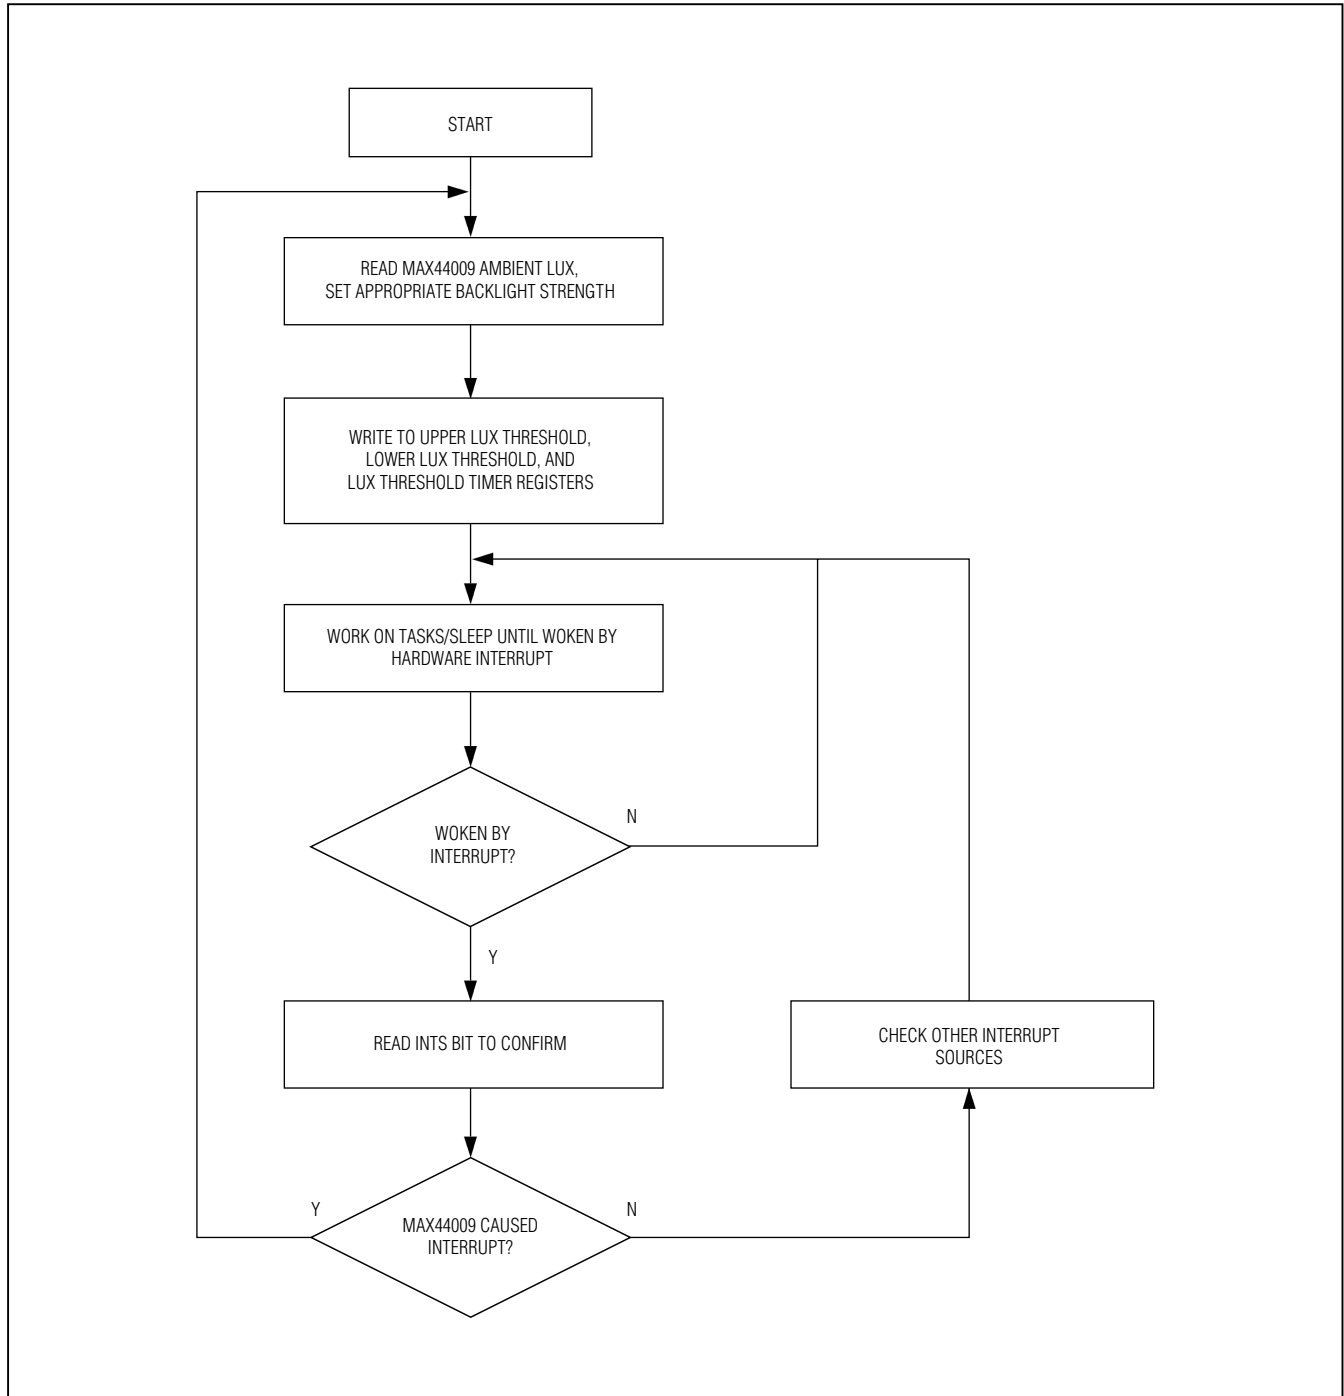 START
READ MAX44009 AMBIENT LUX,
SET APPROPRIATE BACKLIGHT STRENGTH
WRITE TO UPPER LUX THRESHOLD,
LOWER LUX THRESHOLD, AND
LUX THRESHOLD TIMER REGISTERS
WORK ON TASKS/SLEEP UNTIL WOKEN BY
HARDWARE INTERRUPT
WOKEN BY
INTERRUPT?
N
Y
READ INTS BIT TO CONFIRM
CHECK OTHER INTERRUPT
SOURCES
Y
MAX44009 CAUSED
INTERRUPT?
N